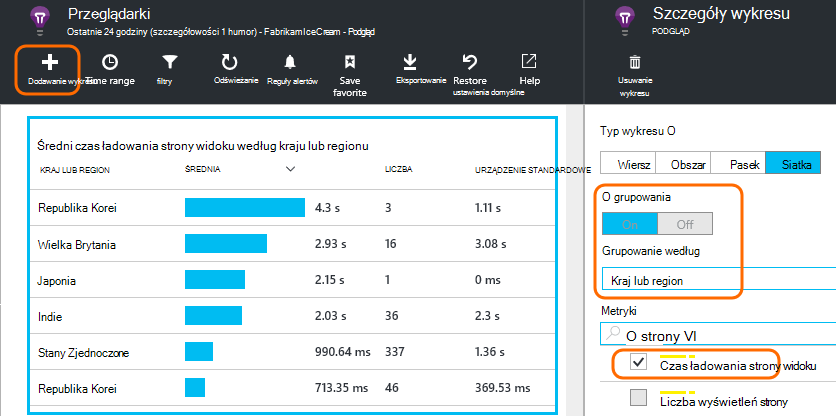 Przeglądarki
Ostatnie 24 godziny (szczegółowości 1 humor) - FabrikamIceCream - Podgląd
Dodawanie wykresu
Time range
filtry
Odświeżanie
Reguły alertów
Save
favorite
Eksportowanie
Restore
ustawienia domyślne
Help
Średni czas ładowania strony widoku według kraju lub regionu
KRAJ LUB REGION ŚREDNIA LICZBA URZĄDZENIE STANDARDOWE
Republika Korei 4.3 s 3 1.11 s
Wielka Brytania 2.93 s 16 3.08 s
Japonia 2.15 s 1 0 ms
Indie 2.03 s 36 2.3 s
Stany Zjednoczone 990.64 ms 337 1.36 s
Republika Korei 713.35 ms 46 369.53 ms
Szczegóły wykresu
PODGLĄD
Usuwanie
wykresu
Typ wykresu O
Wiersz Obszar Pasek Siatka
O grupowania
On Off
Grupowanie według
Kraj lub region
Metryki
O strony VI
Czas ładowania strony widoku
Liczba wyświetleń strony